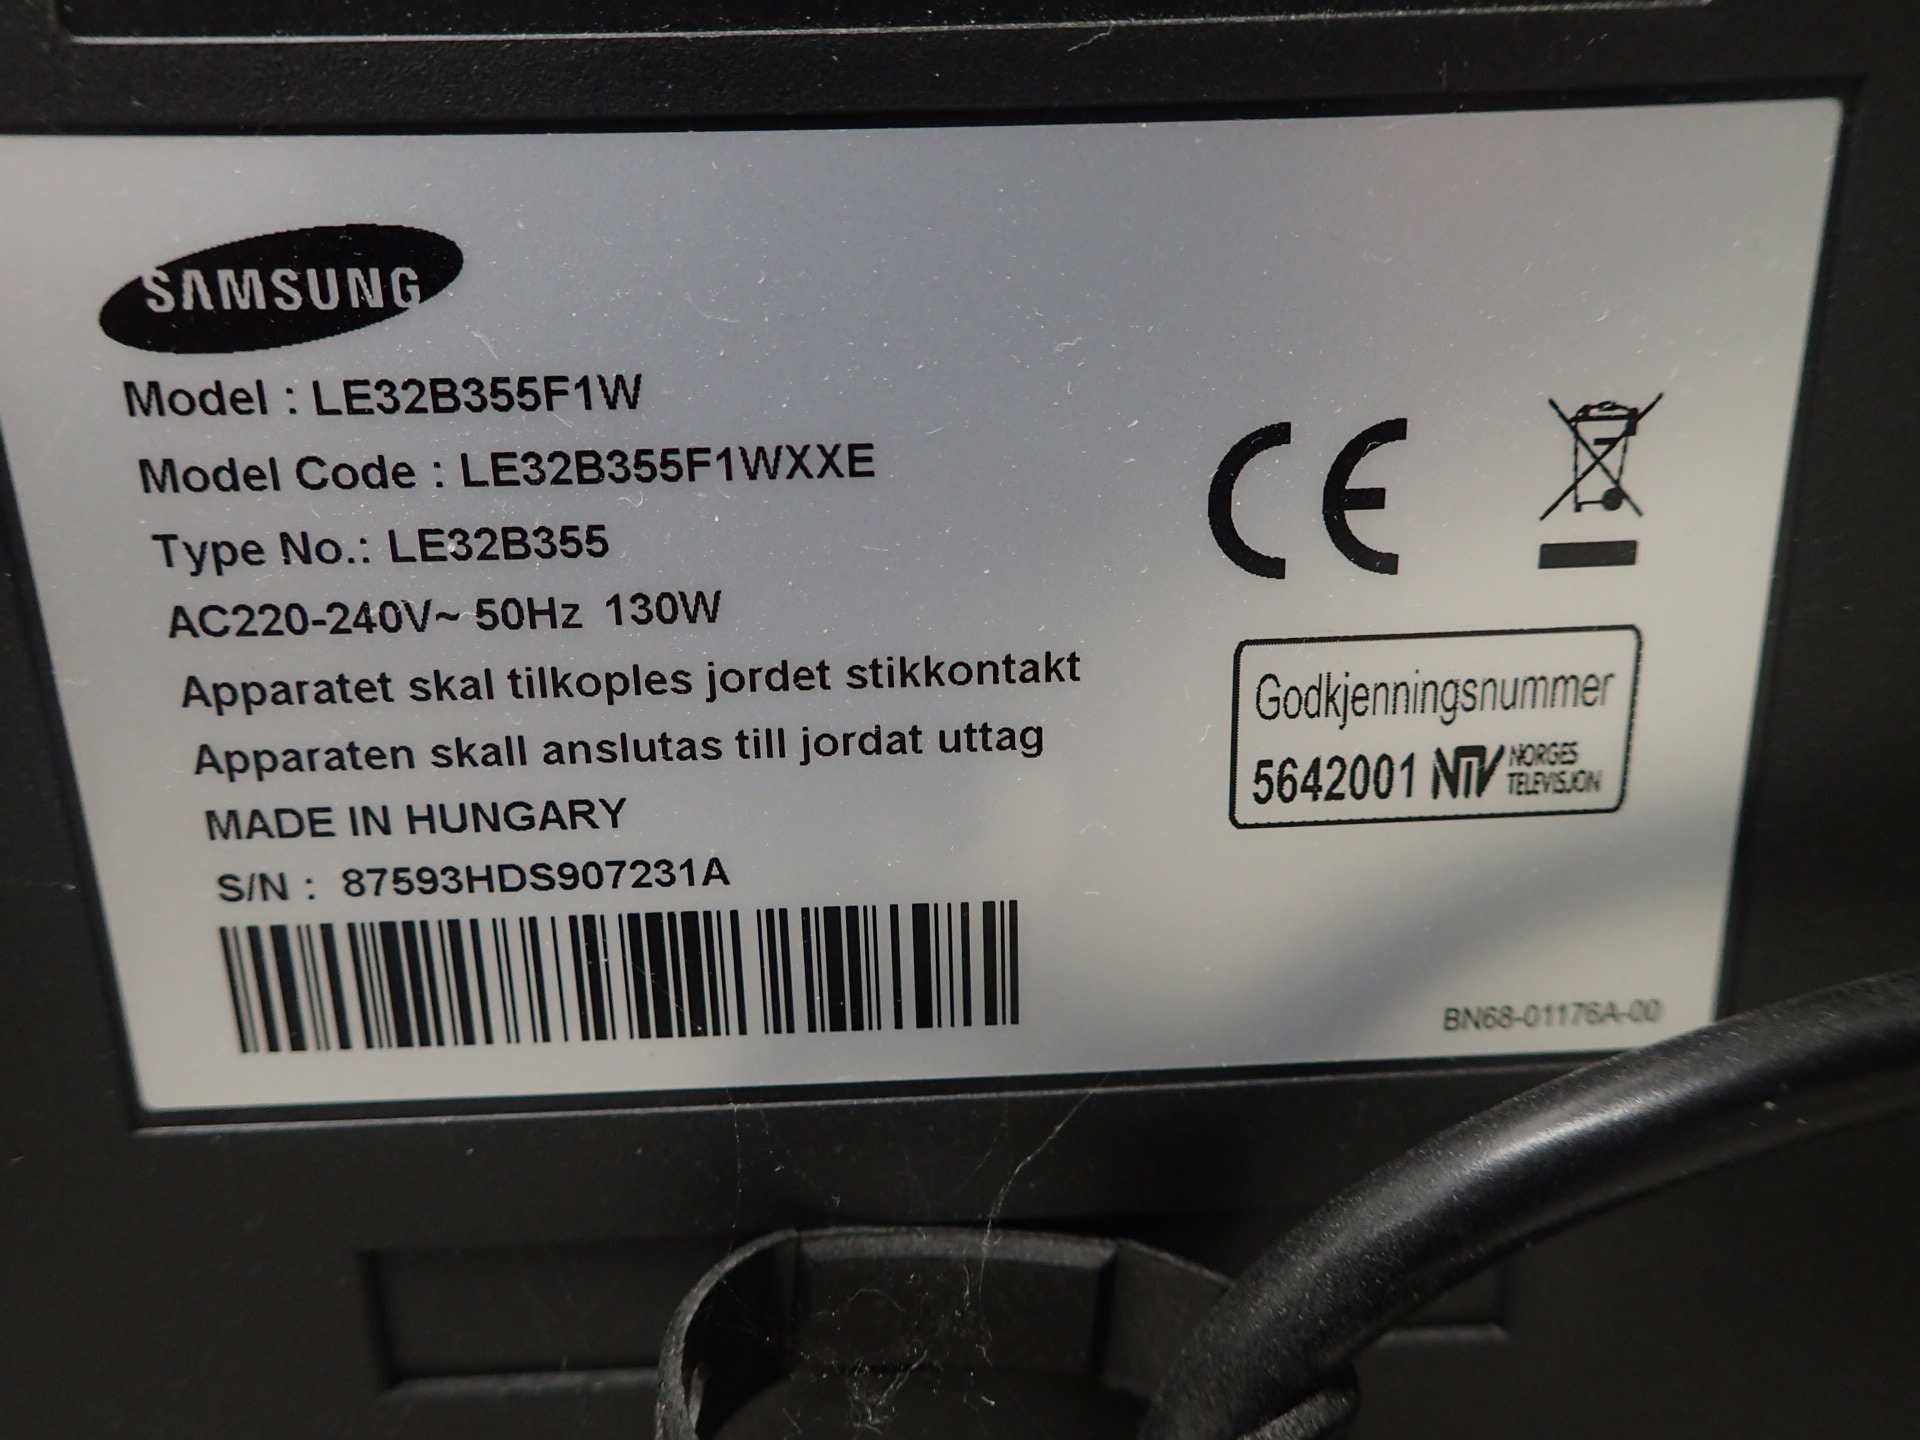 SAMSUNG
Model : LE32B355F1W
Model Code : LE32B355F1WXXE
Type No.: LE32B355
AC220-240V~ 50Hz 130W
Apparatet skal tilkoples jordet stikkontakt
Apparaten skall anslutas till jordat uttag
MADE IN HUNGARY
S/N : 87593HDS907231A
CE
Godkjenningsnummer
5642001 NTV NORGES
TELEVISJON
BN68-01176A-00